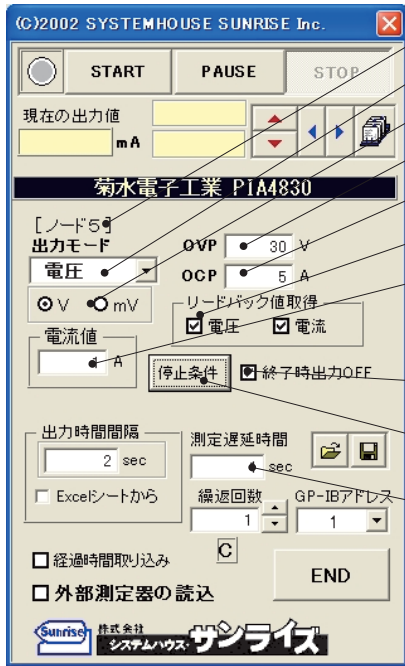 (C)2002 SYSTEMHOUSE SUNRISE Inc.
START PAUSE STOP
現在の出力値
mA
菊水電子工業 PIA4830
[ノード5]
出力モード
電圧
OVP 30 V
OCP 5 A
V mV
リードバック値取得
電圧 電流
電流値
A
停止条件 終了時出力OFF
出力時間間隔
2 sec
Excelシートから
測定遅延時間
sec
繰返回数
1
GP-IBアドレス
1
経過時間取り込み
C
外部測定器の読込
END
Sunrise 株式会社
システムハウス サンライズ